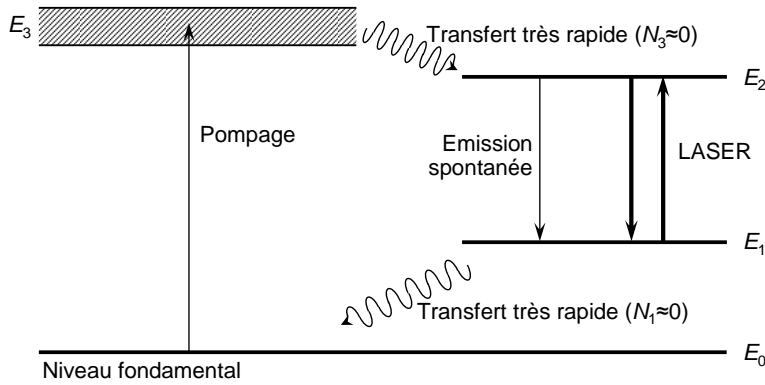 E3
Transfert très rapide (N3≈0)
E2
Pompage
Emission
spontanée
LASER
E1
Transfert très rapide (N1≈0)
E0
Niveau fondamental